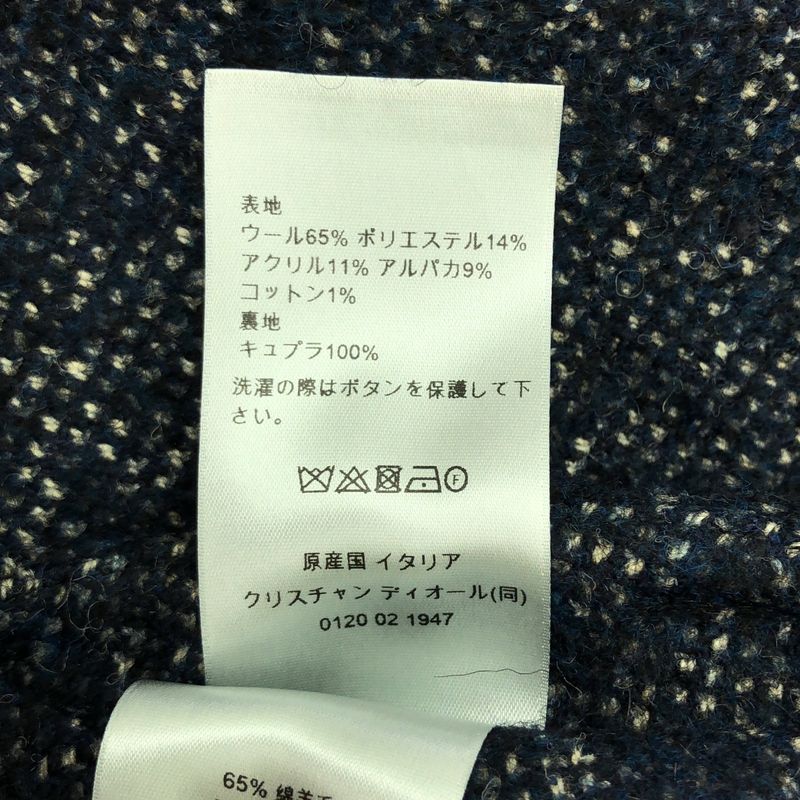 表地
ウール65% ポリエステル14%
アクリル11% アルパカ9%
コットン1%
裏地
キュプラ100%
洗濯の際はボタンを保護して下
さい。
F
原産国 イタリア
クリスチャン ディオール(同)
0120 02 1947
65% 綿羊毛